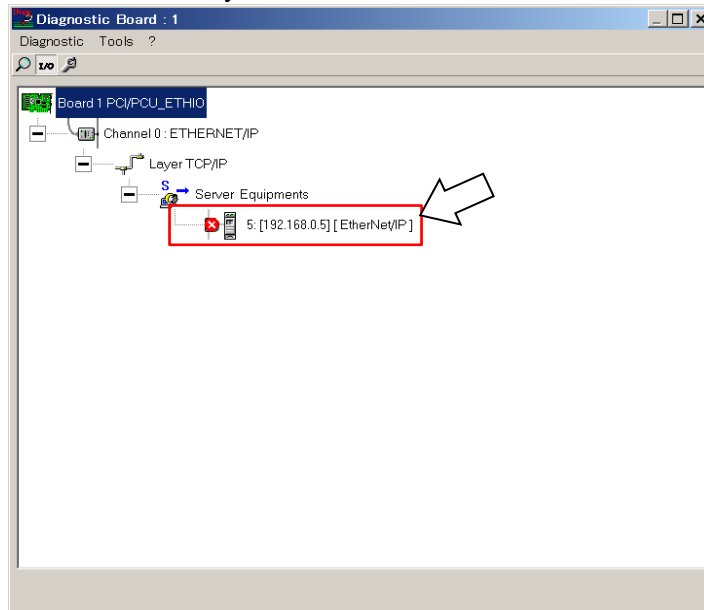 Diagnostic Board : 1
Diagnostic Tools ?
I/O
Board 1 PCI/PCU_ETHIO
Channel 0 : ETHERNET/IP
Layer TCP/IP
S
Server Equipments
5: [192.168.0.5] [ EtherNet/IP ]